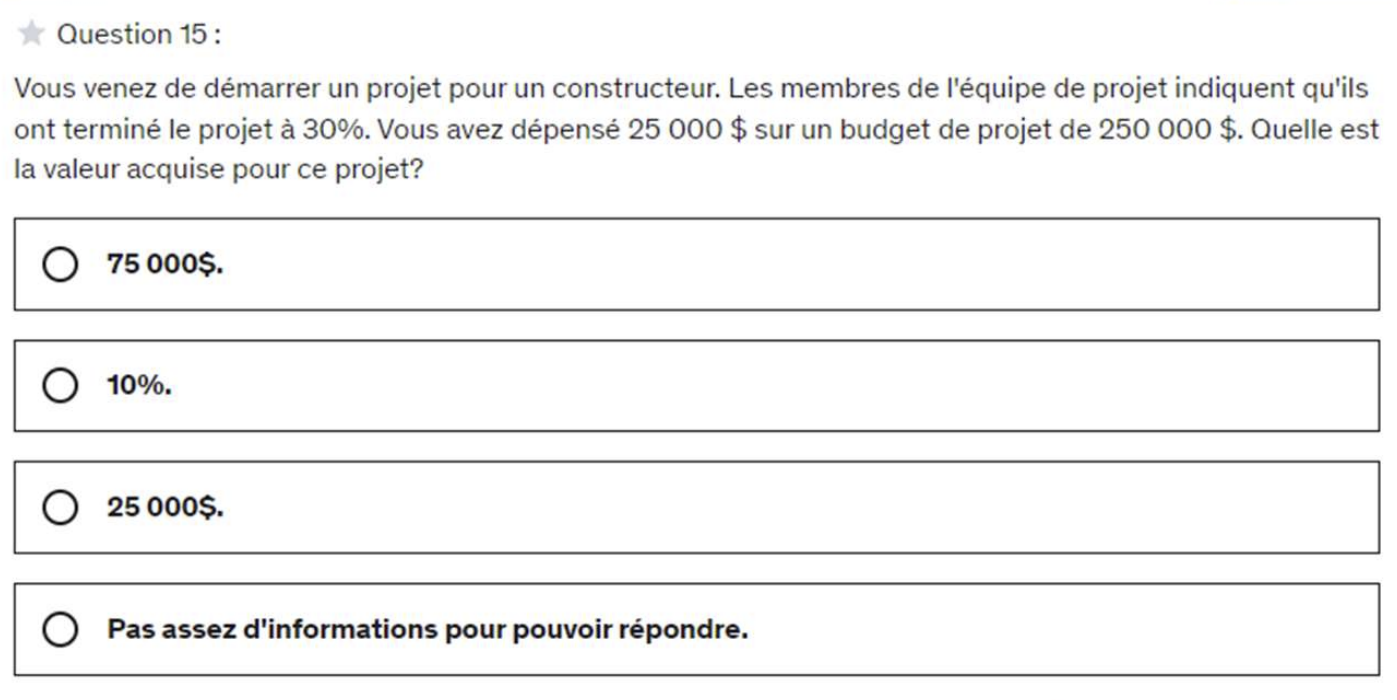 Question 15 :
Vous venez de démarrer un projet pour un constructeur. Les membres de l'équipe de projet indiquent qu'ils
ont terminé le projet à 30%. Vous avez dépensé 25 000 $ sur un budget de projet de 250 000 $. Quelle est
la valeur acquise pour ce projet?
75 000$.
10%.
25 000$.
Pas assez d'informations pour pouvoir répondre.